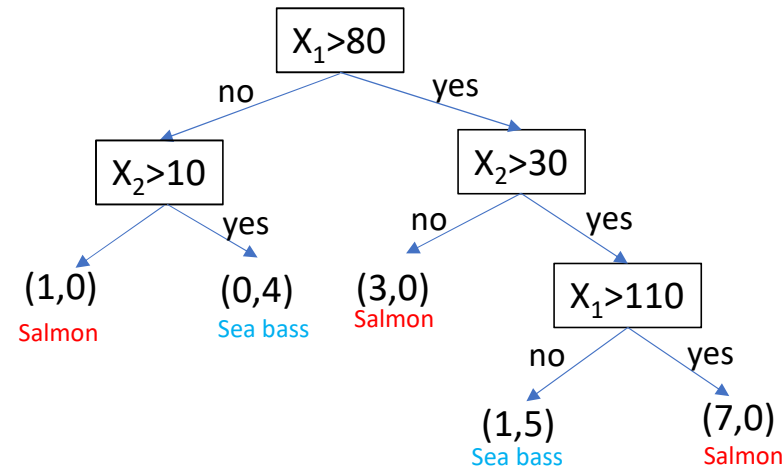 X₁>80
no
yes
X₂>10
X₂>30
yes
no
yes
(1,0)
(0,4)
(3,0)
X₁>110
Salmon
Sea bass
Salmon
no
yes
(1,5)
(7,0)
Sea bass
Salmon